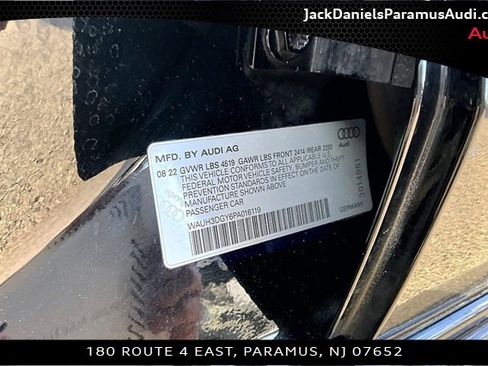 JackDanielsParamusAudi.c
Au
MFD. BY AUDI AG
08 22 GVWR LBS 4519 GAWR LBS FRONT 2414 /REAR 2293
THIS VEHICLE CONFORMS TO ALL APPLICABLE U.S.
FEDERAL MOTOR VEHICLE SAFETY, BUMPER, AND
THEFT PREVENTION STANDARDS IN EFFECT ON THE DATE OF
MANUFACTURE SHOWN ABOVE.
PASSENGER CAR
WAUH3DGY6PA016119
GERMANY
Audi
180 ROUTE 4 EAST, PARAMUS, NJ 07652